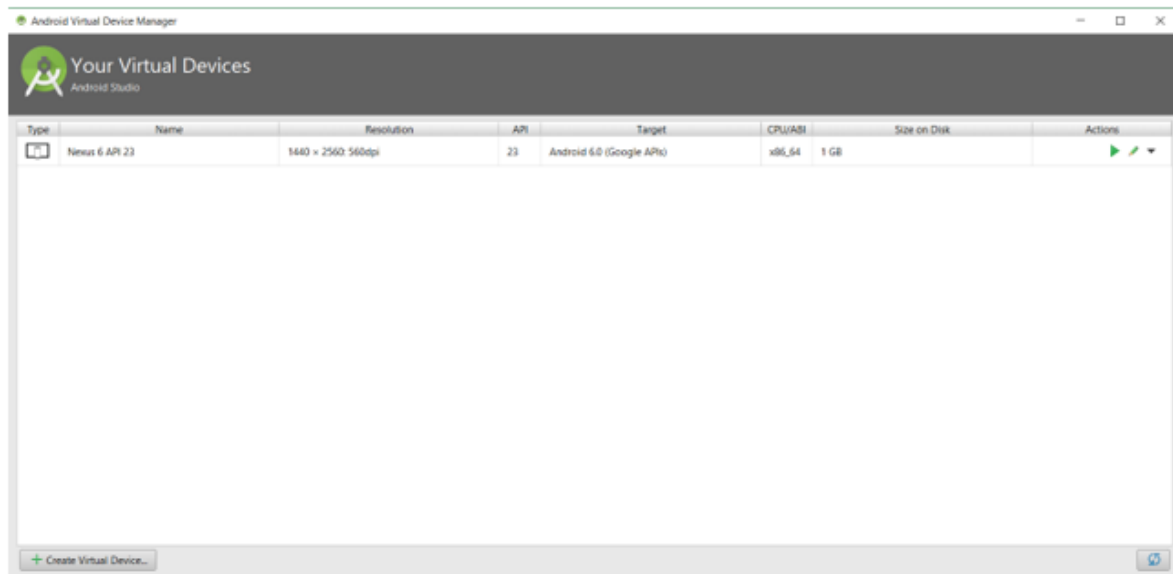 Android Virtual Device Manager
Your Virtual Devices
Android Studio
Type Name Resolution API Target CPU/ABI Size on Disk Actions
Nexus 6 API 23 1440 × 2560: 560dpi 23 Android 6.0 (Google APIs) x86_64 1 GB
+ Create Virtual Device...